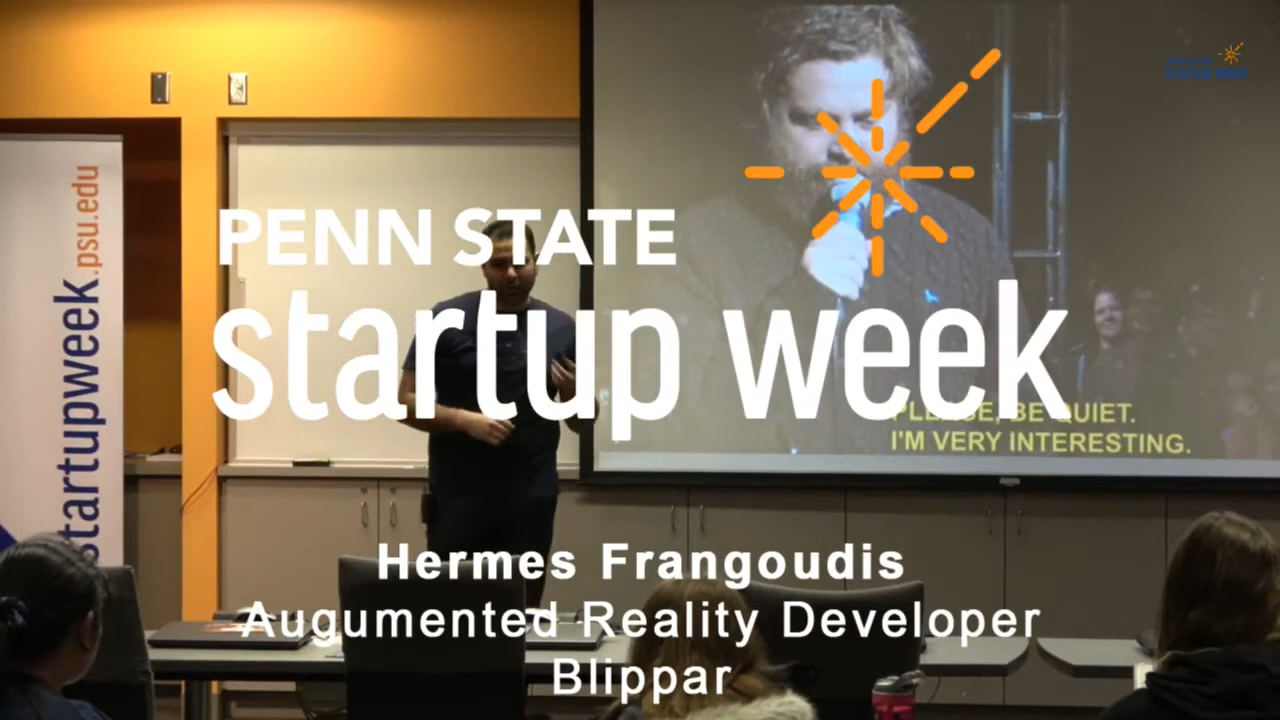 PENN STATE
startup week
startupweek.psu.edu
PLEASE, BE QUIET.
I'M VERY INTERESTING.
Hermes Frangoudis
Augumented Reality Developer
Blippar